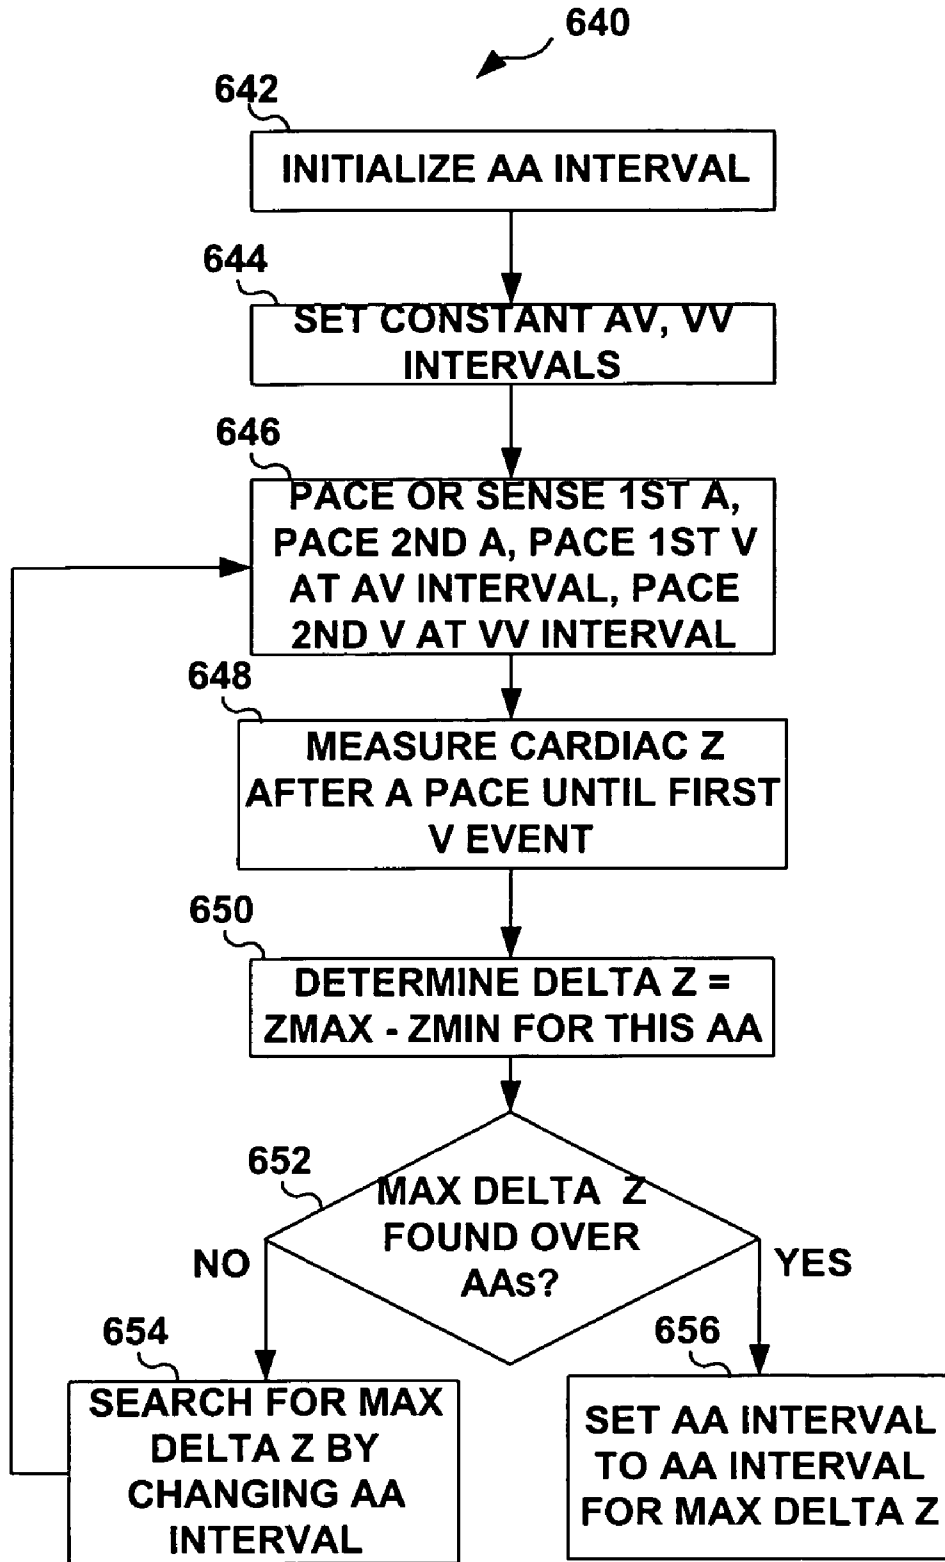 640
642
INITIALIZE AA INTERVAL
644
SET CONSTANT AV, VV
INTERVALS
646
PACE OR SENSE 1ST A,
PACE 2ND A, PACE 1ST V
AT AV INTERVAL, PACE
2ND V AT VV INTERVAL
648
MEASURE CARDIAC Z
AFTER A PACE UNTIL FIRST
V EVENT
650
DETERMINE DELTA Z =
ZMAX - ZMIN FOR THIS AA
652
MAX DELTA Z
FOUND OVER
AAs?
NO
YES
654
SEARCH FOR MAX
DELTA Z BY
CHANGING AA
INTERVAL
656
SET AA INTERVAL
TO AA INTERVAL
FOR MAX DELTA Z